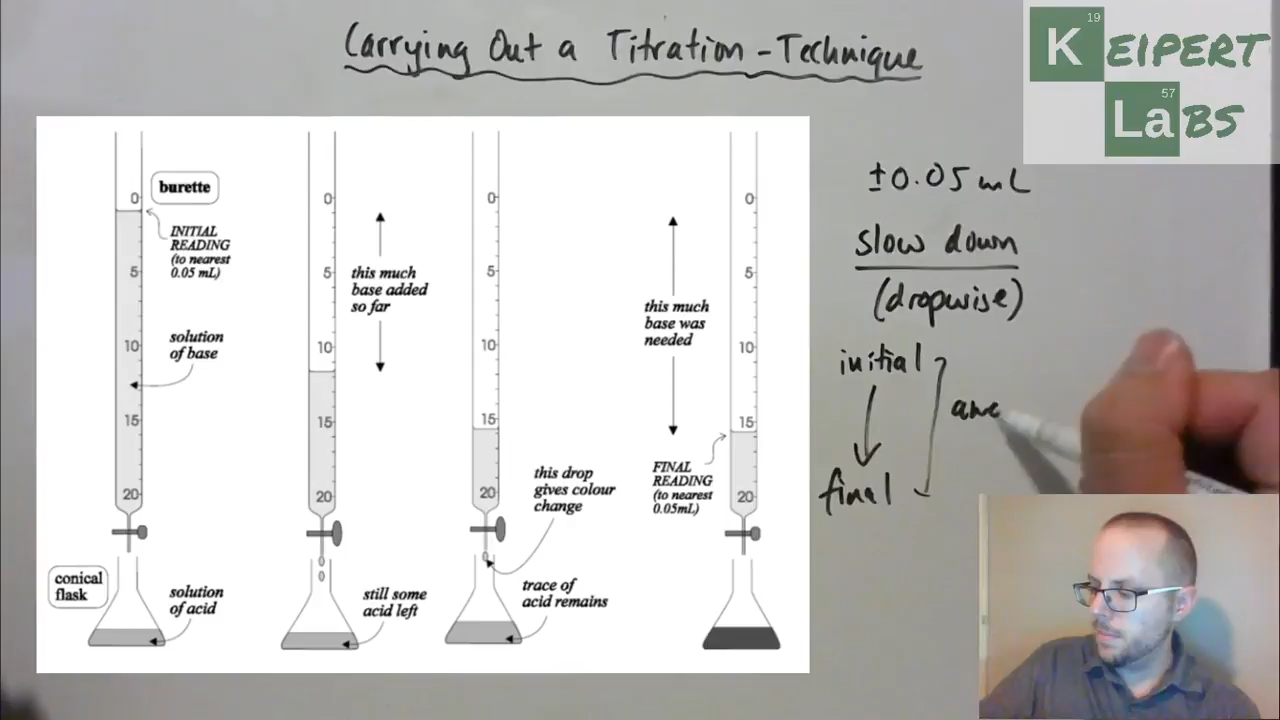 Carrying Out a Titration - Technique
19
K EIPERT
57
La BS
burette
0
INITIAL
READING
(to nearest
0.05 mL)
5
solution
of base
10
15
20
conical
flask
solution
of acid
0
this much
base added
so far
5
10
15
20
still some
acid left
0
5
10
15
20
this drop
gives colour
change
trace of
acid remains
0
this much
base was
needed
5
10
15
FINAL
READING
(to nearest
0.05mL)
20
±0.05mL
slow down
(dropwise)
initial
final